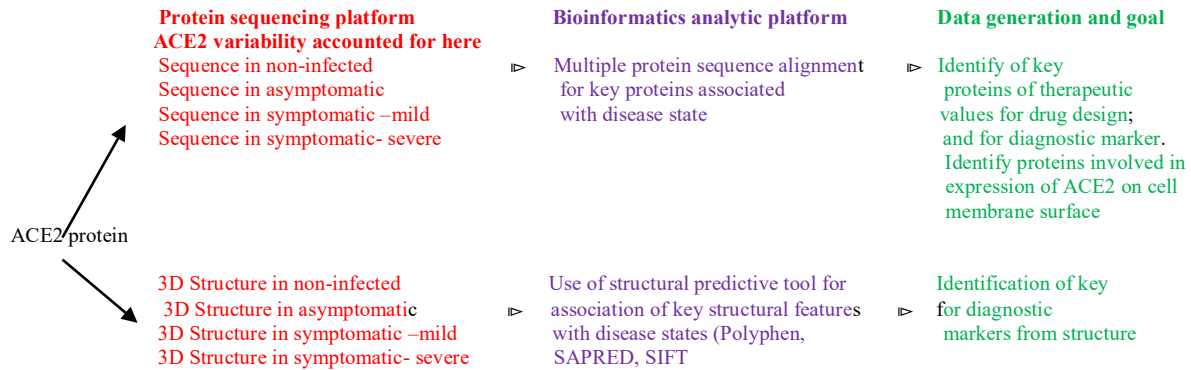 Protein sequencing platform
ACE2 variability accounted for here
Sequence in non-infected
Sequence in asymptomatic
Sequence in symptomatic –mild
Sequence in symptomatic- severe
Bioinformatics analytic platform
Multiple protein sequence alignment
for key proteins associated
with disease state
Data generation and goal
Identify of key
proteins of therapeutic
values for drug design;
and for diagnostic marker.
Identify proteins involved in
expression of ACE2 on cell
membrane surface
ACE2 protein
3D Structure in non-infected
3D Structure in asymptomatic
3D Structure in symptomatic –mild
3D Structure in symptomatic- severe
Use of structural predictive tool for
association of key structural features
with disease states (Polyphen,
SAPRED, SIFT
Identification of key
for diagnostic
markers from structure